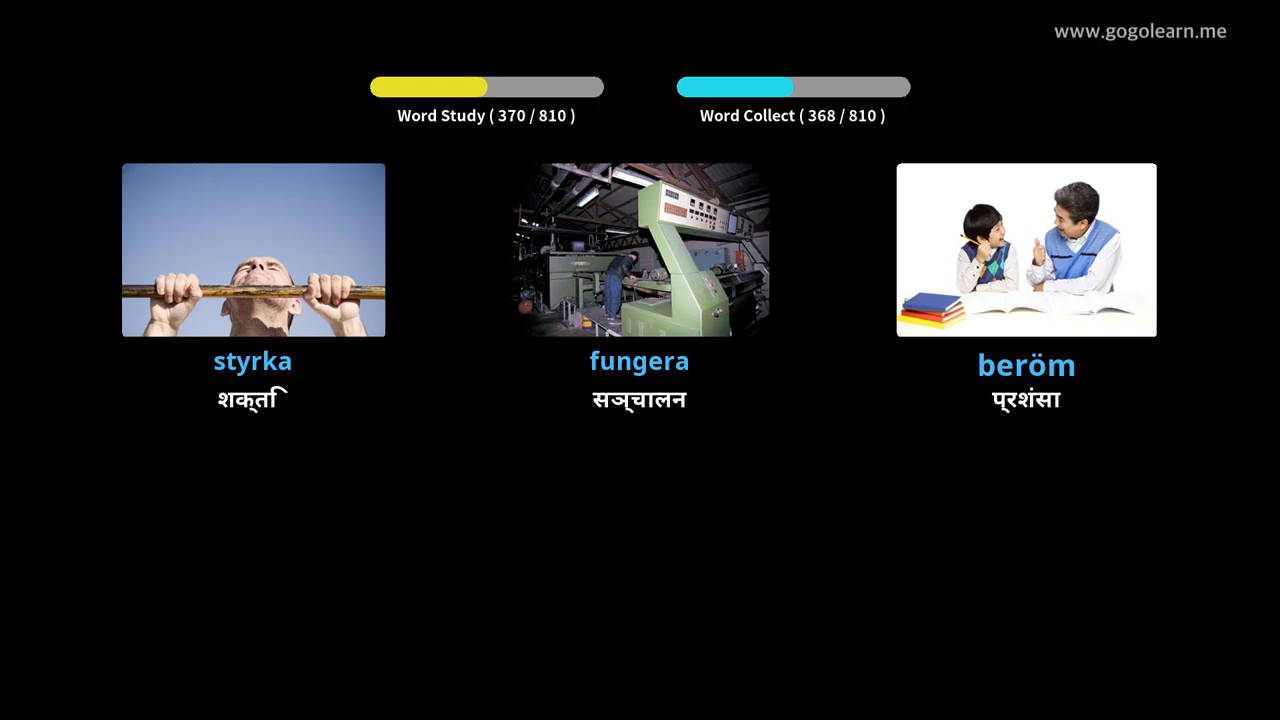 www.gogolearn.me
Word Study ( 370 / 810 )
Word Collect ( 368 / 810 )
styrka
fungera
beröm
शक्ति
सञ्चालन
प्रशंसा